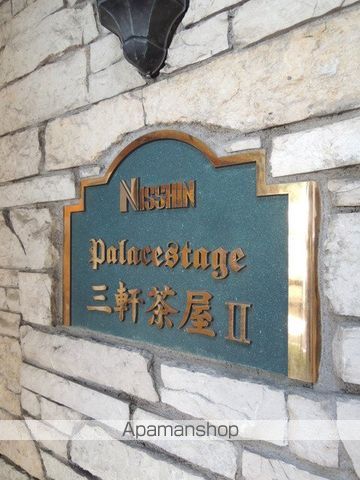 NISSHIN
Palacestage
三軒茶屋 II
Apamanshop